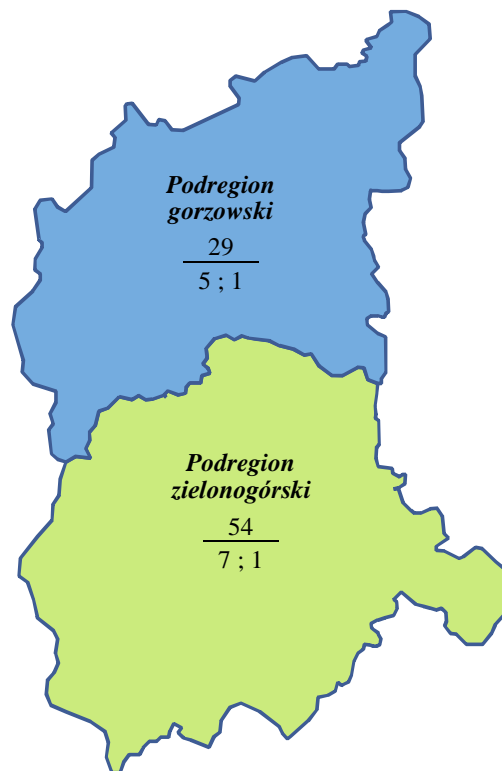 Podregion
gorzowski
29
5 ; 1
Podregion
zielonogórski
54
7 ; 1